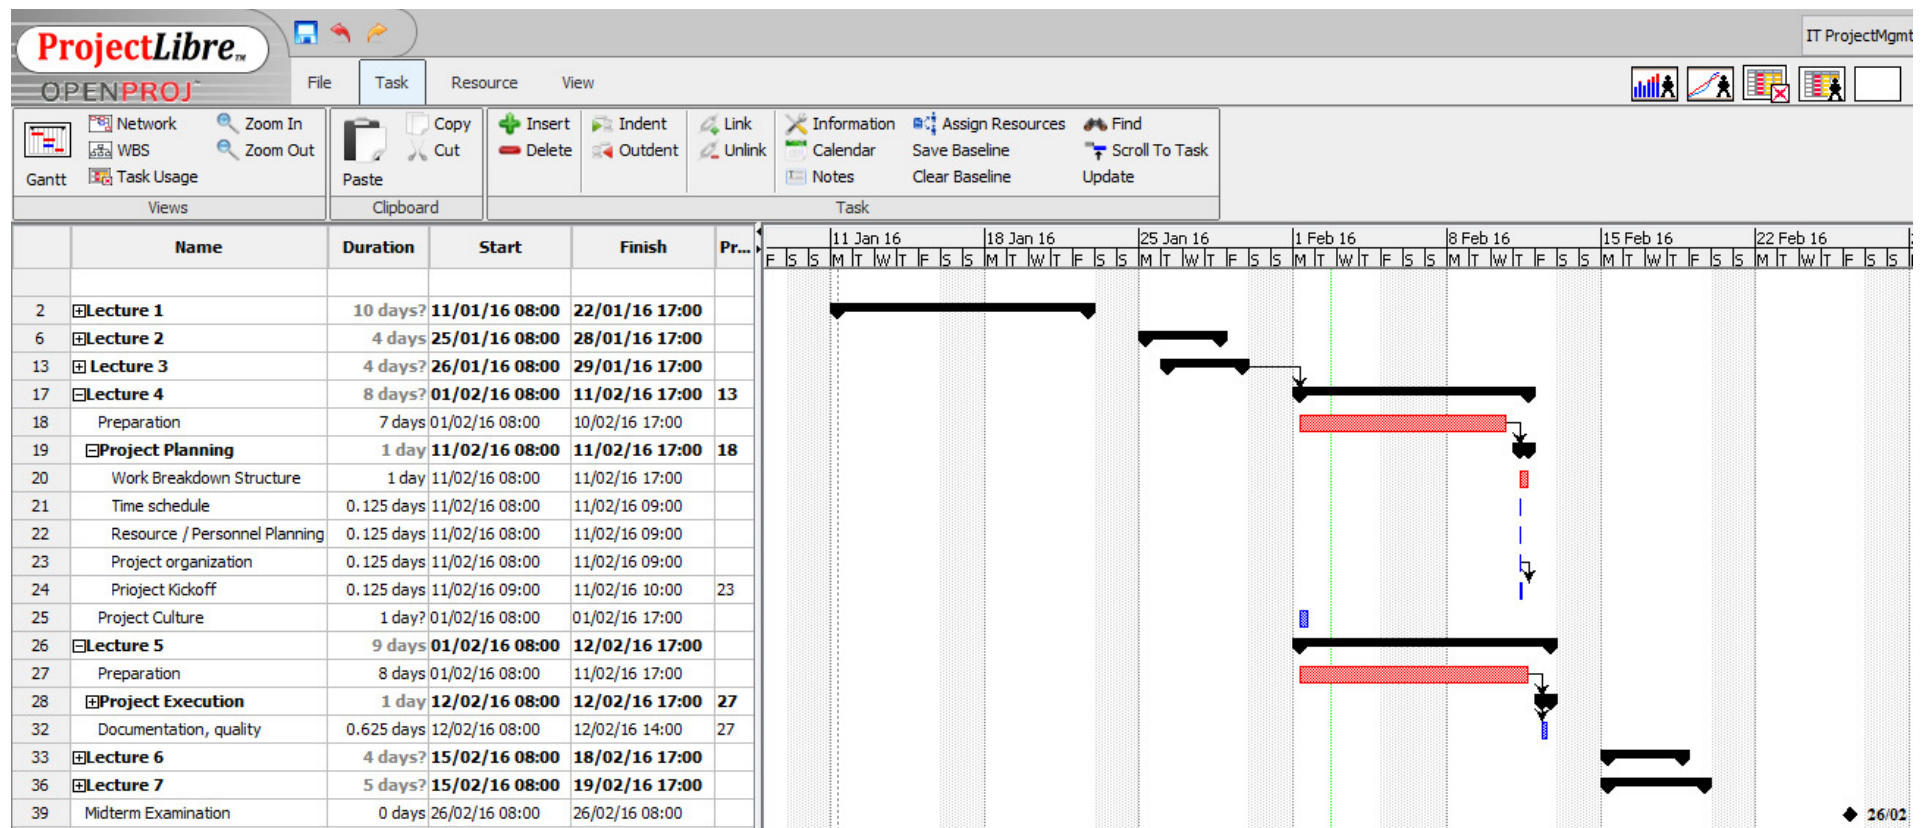 ProjectLibre™
OPENPROJ
IT ProjectMgmt
File Task Resource View
Network Zoom In Copy Insert Indent Link Information Assign Resources Find
WBS Zoom Out Cut Delete Outdent Unlink Calendar Save Baseline Scroll To Task
Gantt Task Usage Paste Notes Clear Baseline Update
Views Clipboard Task
Name Duration Start Finish Pr...
11 Jan 16 18 Jan 16 25 Jan 16 1 Feb 16 8 Feb 16 15 Feb 16 22 Feb 16
F S S M T W T F S S M T W T F S S M T W T F S S M T W T F S S M T W T F S S M T W T F S S M T W T F S S
2 Lecture 1 10 days? 11/01/16 08:00 22/01/16 17:00
6 Lecture 2 4 days 25/01/16 08:00 28/01/16 17:00
13 Lecture 3 4 days? 26/01/16 08:00 29/01/16 17:00
17 Lecture 4 8 days? 01/02/16 08:00 11/02/16 17:00 13
18 Preparation 7 days 01/02/16 08:00 10/02/16 17:00
19 Project Planning 1 day 11/02/16 08:00 11/02/16 17:00 18
20 Work Breakdown Structure 1 day 11/02/16 08:00 11/02/16 17:00
21 Time schedule 0.125 days 11/02/16 08:00 11/02/16 09:00
22 Resource / Personnel Planning 0.125 days 11/02/16 08:00 11/02/16 09:00
23 Project organization 0.125 days 11/02/16 08:00 11/02/16 09:00
24 Prioject Kickoff 0.125 days 11/02/16 09:00 11/02/16 10:00 23
25 Project Culture 1 day? 01/02/16 08:00 01/02/16 17:00
26 Lecture 5 9 days 01/02/16 08:00 12/02/16 17:00
27 Preparation 8 days 01/02/16 08:00 11/02/16 17:00
28 Project Execution 1 day 12/02/16 08:00 12/02/16 17:00 27
32 Documentation, quality 0.625 days 12/02/16 08:00 12/02/16 14:00 27
33 Lecture 6 4 days? 15/02/16 08:00 18/02/16 17:00
36 Lecture 7 5 days? 15/02/16 08:00 19/02/16 17:00
39 Midterm Examination 0 days 26/02/16 08:00 26/02/16 08:00 26/02